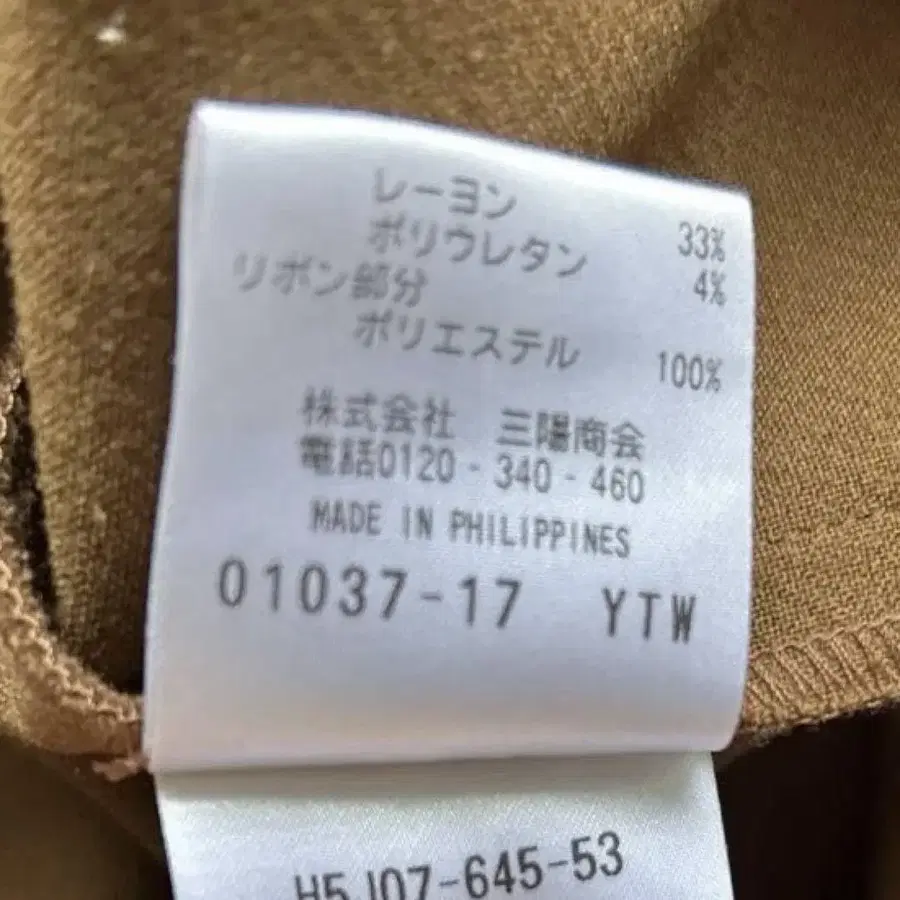 レーヨン 33%
ポリウレタン 4%
リボン部分
ポリエステル 100%
株式会社 三陽商会
電話0120-340-460
MADE IN PHILIPPINES
01037-17 YTW
H5J07-645-53